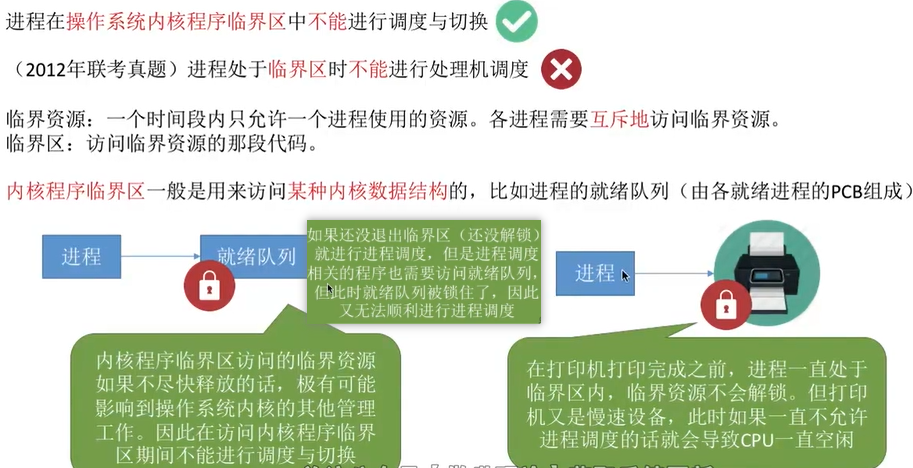 进程在操作系统内核程序临界区中不能进行调度与切换
（2012年联考真题）进程处于临界区时不能进行处理机调度
临界资源：一个时间段内只允许一个进程使用的资源。各进程需要互斥地访问临界资源。
临界区：访问临界资源的那段代码。
内核程序临界区一般是用来访问某种内核数据结构的，比如进程的就绪队列（由各就绪进程的PCB组成）
进程
就绪队列
如果还没退出临界区（还没解锁）
就进行进程调度，但是进程调度
相关的程序也需要访问就绪队列，
但此时就绪队列被锁住了，因此
又无法顺利进行进程调度
进程
内核程序临界区访问的临界资源
如果不尽快释放的话，极有可能
影响到操作系统内核的其他管理
工作。因此在访问内核程序临界
区期间不能进行调度与切换
在打印机打印完成之前，进程一直处于
临界区内，临界资源不会解锁。但打印
机又是慢速设备，此时如果一直不允许
进程调度的话就会导致CPU一直空闲